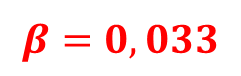 β = 0, 033